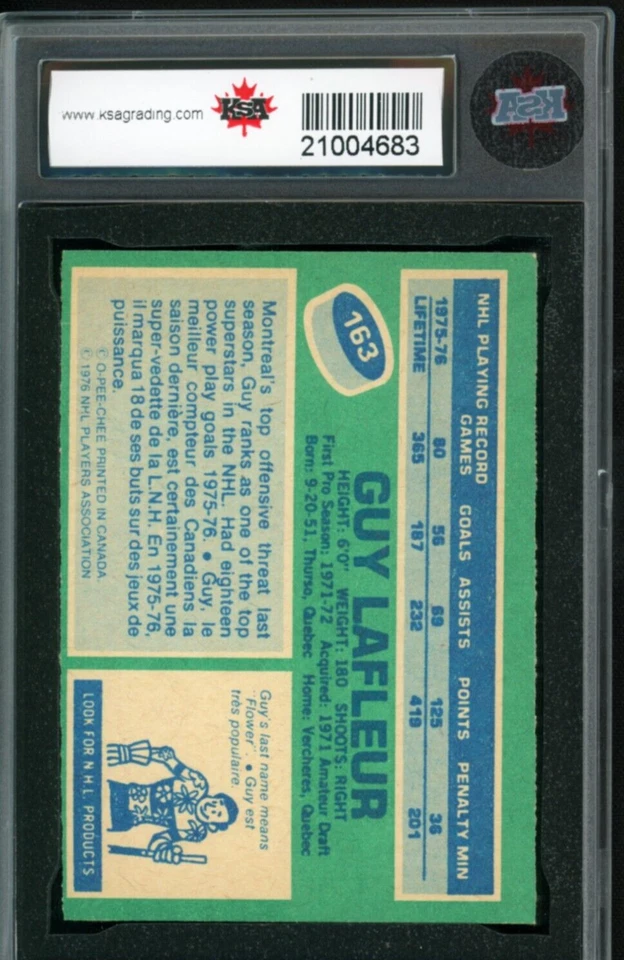 www.ksagrading.com
KSA
21004683
KSA
NHL PLAYING RECORD
GAMES GOALS ASSISTS POINTS PENALTY MIN
1975-76 80 56 69 125 36
LIFETIME 365 187 232 419 201
163
GUY LAFLEUR
HEIGHT: 6'0" WEIGHT: 180 SHOOTS: RIGHT
First Pro Season: 1971-72 Acquired: 1971 Amateur Draft
Born: 9-20-51, Thurso, Quebec Home: Vercheres, Quebec
Montreal's top offensive threat last
season, Guy ranks as one of the top
superstars in the NHL. Had eighteen
power play goals 1975-76. • Guy, le
meilleur compteur des Canadiens la
saison dernière, est certainement une
super-vedette de la L.N.H. En 1975-76,
il marqua 18 de ses buts sur des jeux de
puissance.
© O-PEE-CHEE PRINTED IN CANADA
© 1976 NHL PLAYERS ASSOCIATION
Guy's last name means
"Flower". • Guy est
très populaire.
LOOK FOR N.H.L PRODUCTS